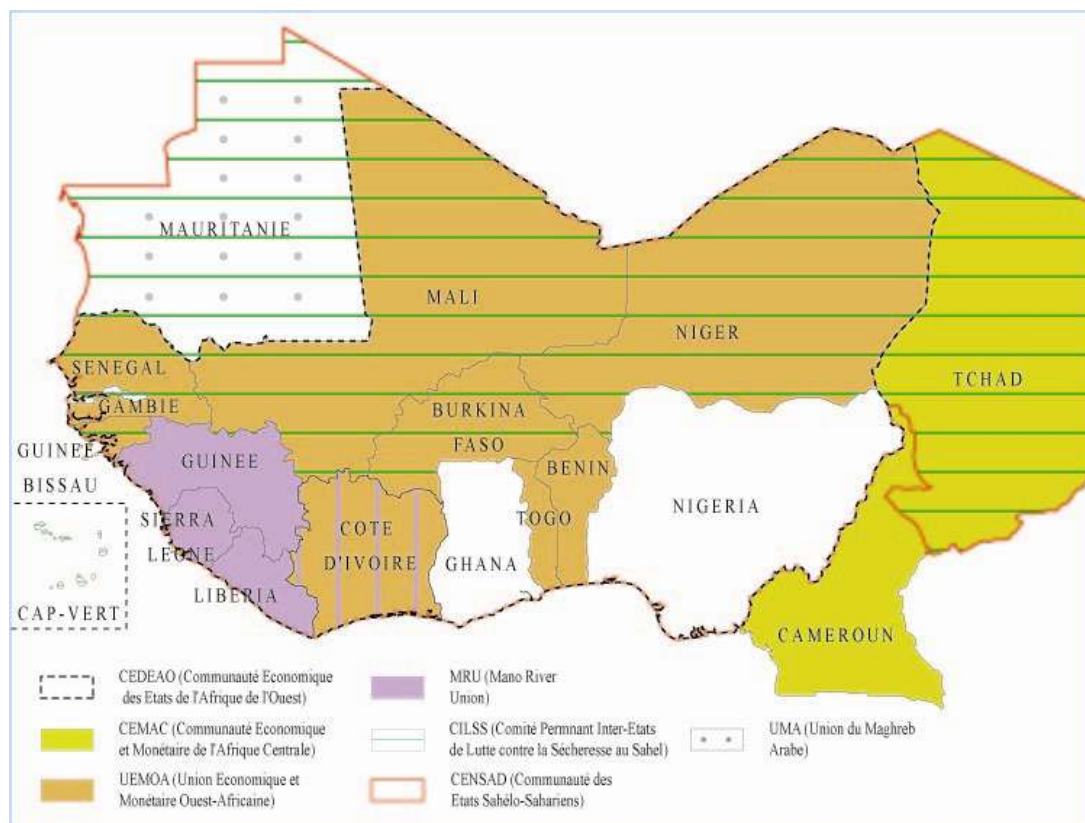 MAURITANIE
MALI
NIGER
SENEGAL
TCHAD
GAMBIE
BURKINA
FASO
GUINEE
BISSAU
GUINEE
BENIN
NIGERIA
SIERRA
LEONE
COTE
D'IVOIRE
TOGO
GHANA
LIBERIA
CAP-VERT
CAMEROUN
CEDEAO (Communauté Economique
des Etats de l'Afrique de l'Ouest)
CEMAC (Communauté Economique
et Monétaire de l'Afrique Centrale)
UEMOA (Union Economique et
Monétaire Ouest-Africaine)
MRU (Mano River
Union)
CILSS (Comité Permnant Inter-Etats
de Lutte contre la Sécheresse au Sahel)
CENSAD (Communauté des
Etats Sahélo-Sahariens)
UMA (Union du Maghreb
Arabe)